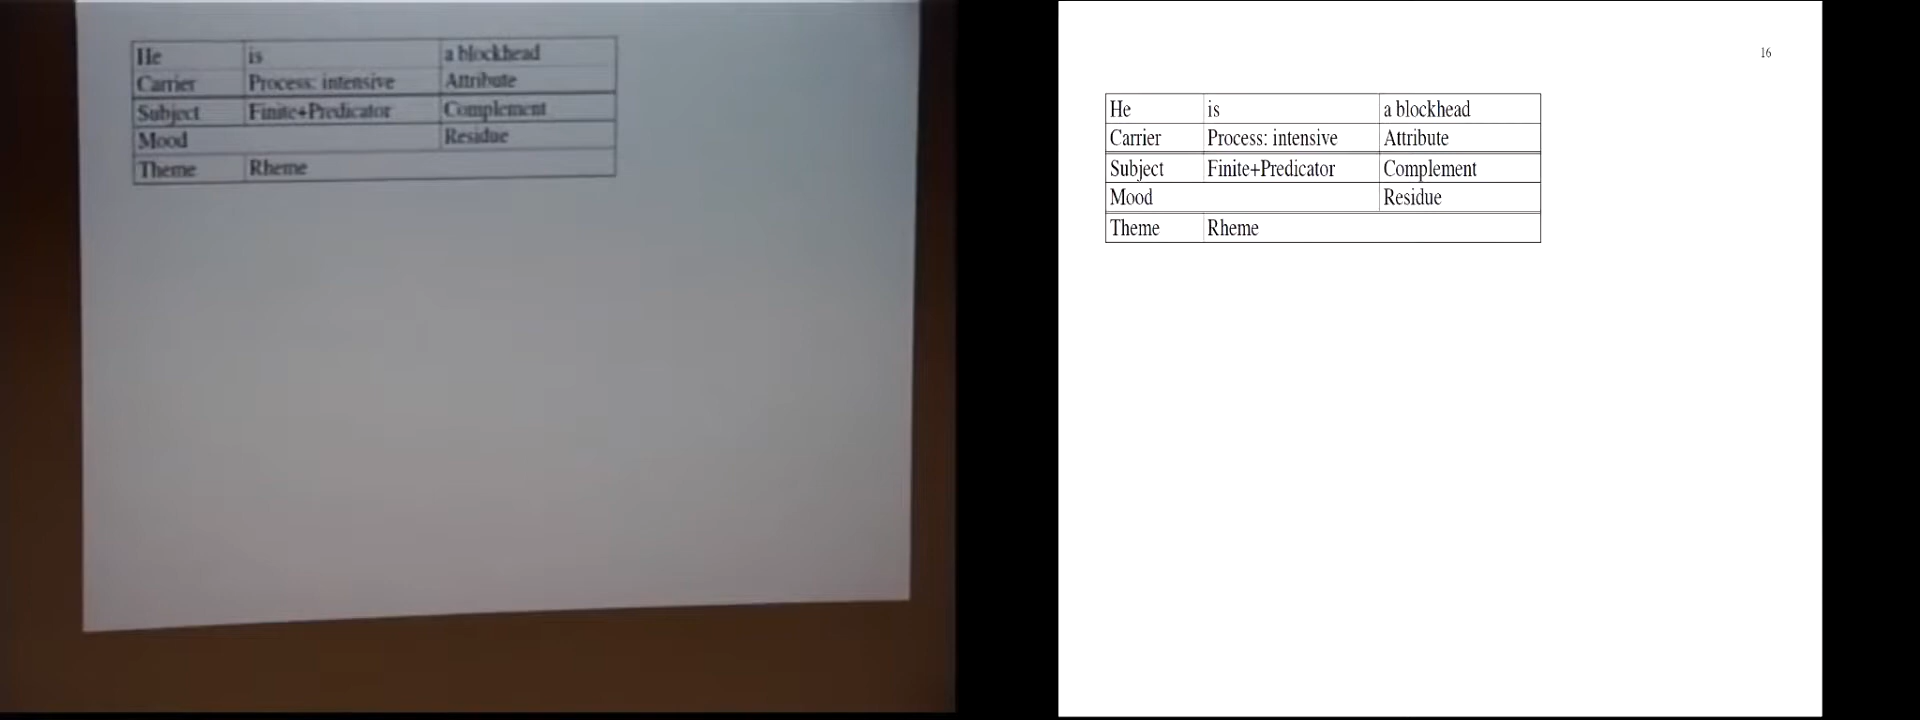 He is a blockhead
Carrier Process: intensive Attribute
Subject Finite+Predicator Complement
Mood Residue
Theme Rheme
16
He is a blockhead
Carrier Process: intensive Attribute
Subject Finite+Predicator Complement
Mood Residue
Theme Rheme